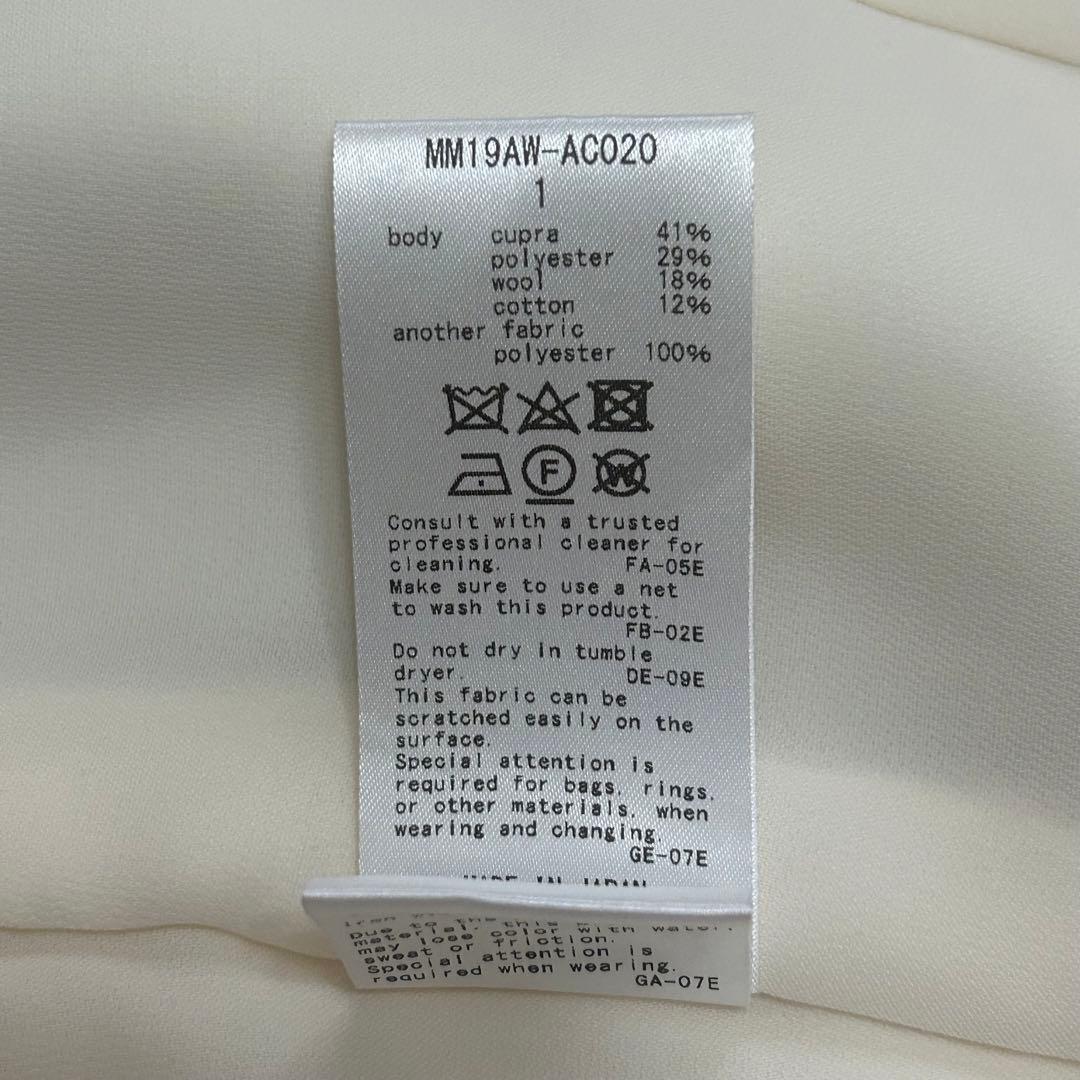 MM19AW-AC020
1
body cupra 41%
polyester 29%
wool 18%
cotton 12%
another fabric
polyester 100%
F
W
Consult with a trusted
professional cleaner for
cleaning. FA-05E
Make sure to use a net
to wash this product.
FB-02E
Do not dry in tumble
dryer. DE-09E
This fabric can be
scratched easily on the
surface.
Special attention is
required for bags, rings,
or other materials, when
wearing and changing.
GE-07E
MADE IN JAPAN
Due to the this
material, with water,
may lose color
sweat or friction.
Special attention is
required when wearing.
GA-07E